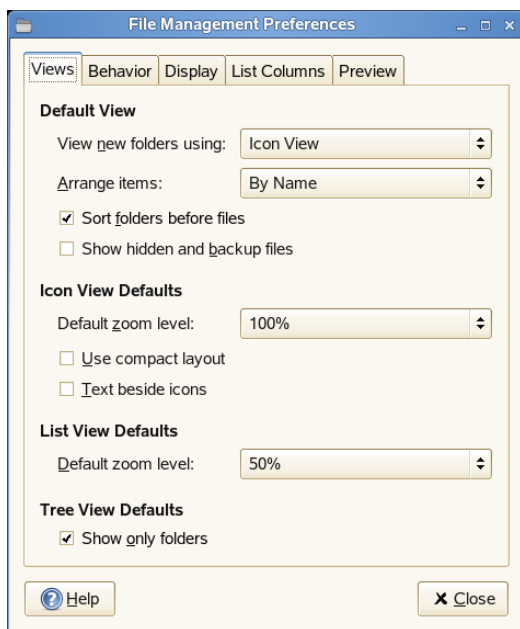 File Management Preferences
Views Behavior Display List Columns Preview
Default View
View new folders using: Icon View
Arrange items: By Name
Sort folders before files
Show hidden and backup files
Icon View Defaults
Default zoom level: 100%
Use compact layout
Text beside icons
List View Defaults
Default zoom level: 50%
Tree View Defaults
Show only folders
Help Close